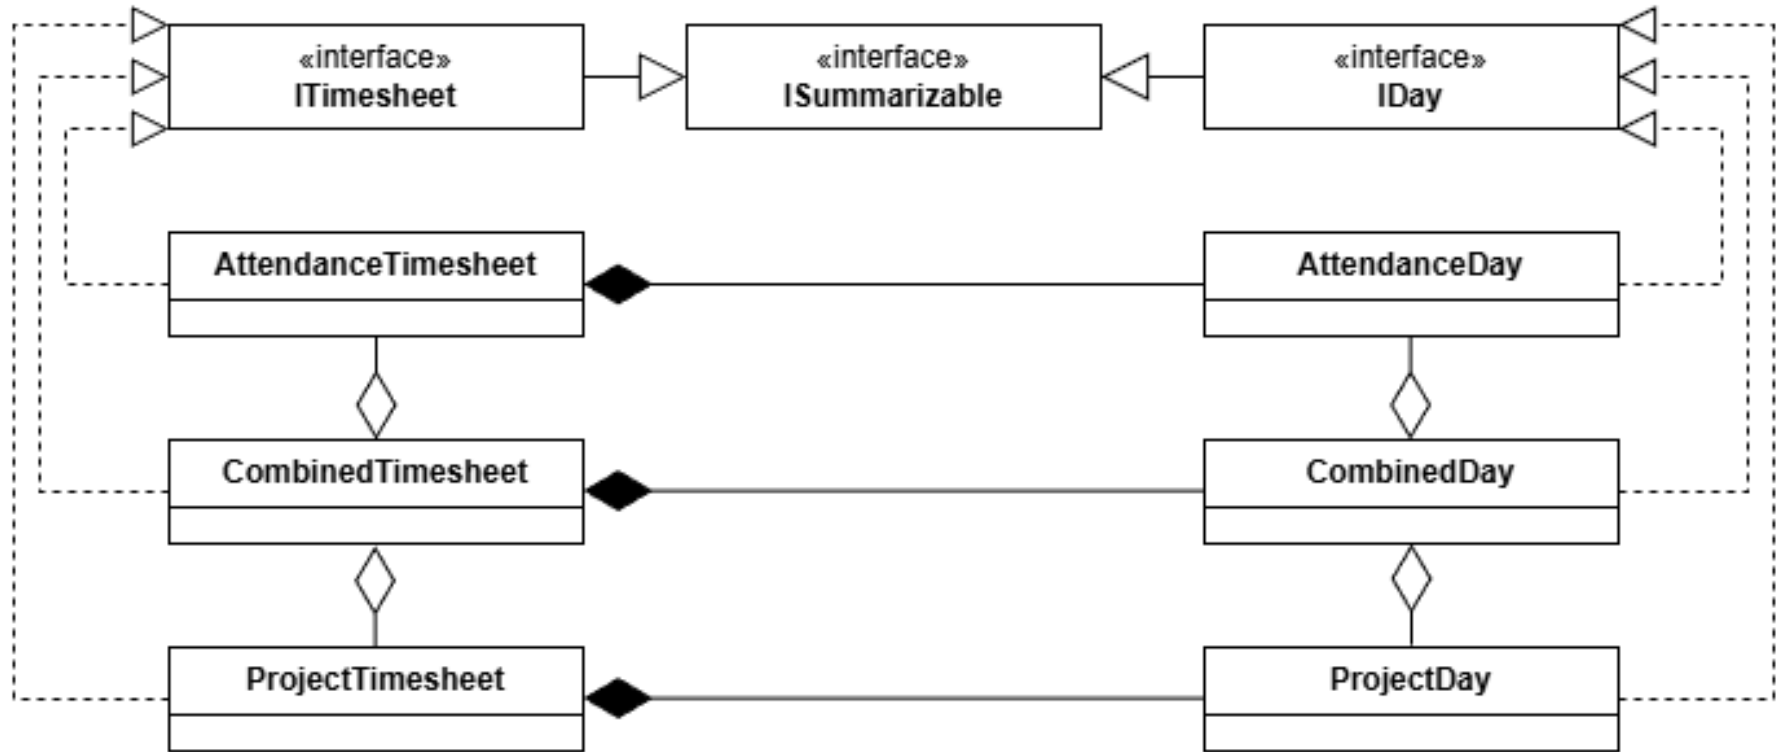 «interface»
ITimesheet
«interface»
ISummarizable
«interface»
IDay
AttendanceTimesheet
AttendanceDay
CombinedTimesheet
CombinedDay
ProjectTimesheet
ProjectDay